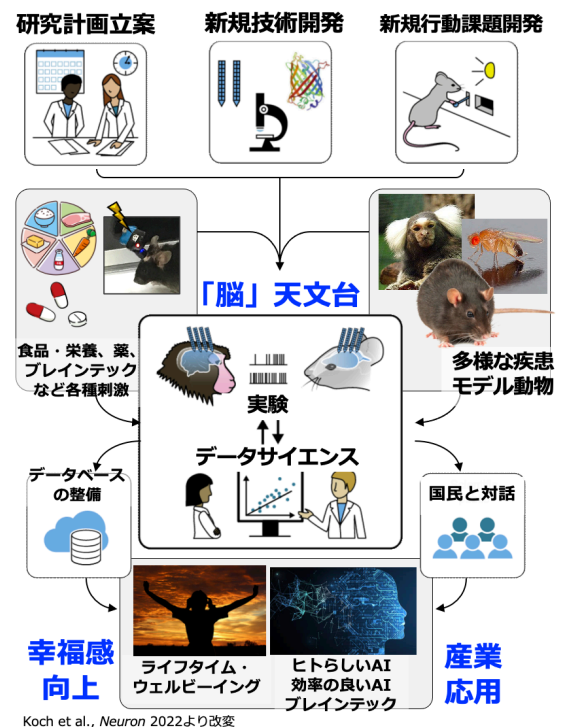 研究計画立案
新規技術開発
新規行動課題開発
「脳」天文台
食品・栄養、薬、
ブレインテック
など各種刺激
多様な疾患
モデル動物
実験
データサイエンス
データベース
の整備
国民と対話
幸福感
向上
ライフタイム・
ウェルビーイング
ヒトらしいAI
効率の良いAI
ブレインテック
産業
応用
Koch et al., Neuron 2022より改変